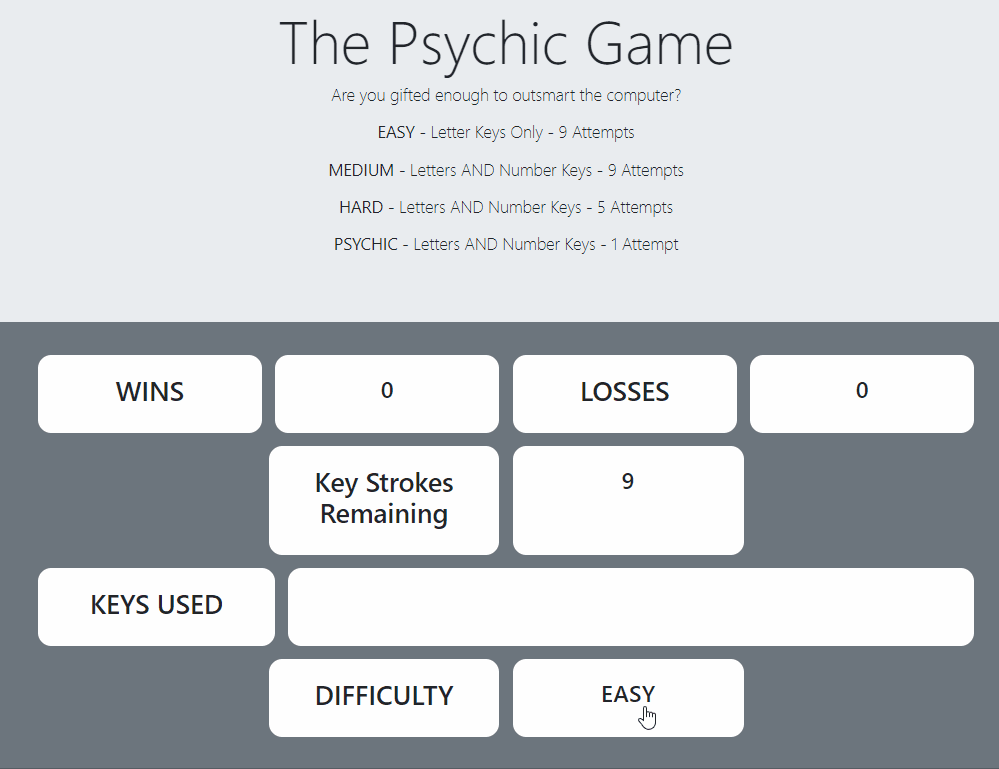 The Psychic Game
Are you gifted enough to outsmart the computer?
EASY - Letter Keys Only - 9 Attempts
MEDIUM - Letters AND Number Keys - 9 Attempts
HARD - Letters AND Number Keys - 5 Attempts
PSYCHIC - Letters AND Number Keys - 1 Attempt
WINS
0
LOSSES
0
Key Strokes
Remaining
9
KEYS USED
DIFFICULTY
EASY